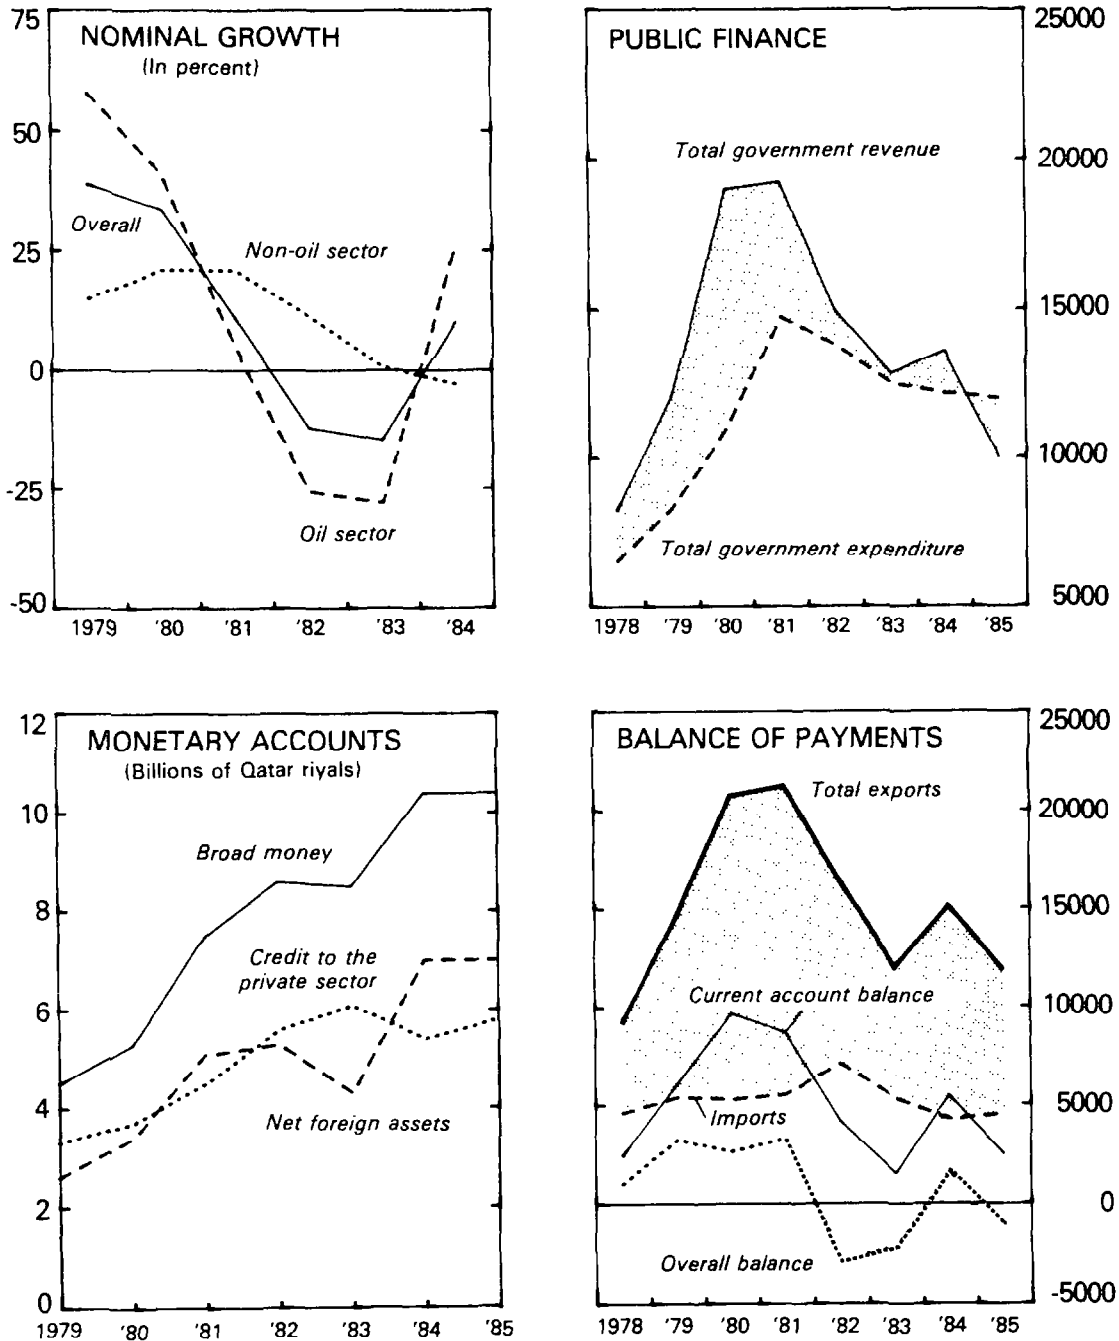 NOMINAL GROWTH
(In percent)
75
50
25
0
-25
-50
Overall
Non-oil sector
Oil sector
1979 '80 '81 '82 '83 '84
PUBLIC FINANCE
25000
20000
15000
10000
5000
Total government revenue
Total government expenditure
1978 '79 '80 '81 '82 '83 '84 '85
MONETARY ACCOUNTS
(Billions of Qatar riyals)
12
10
8
6
4
2
0
Broad money
Credit to the
private sector
Net foreign assets
1979 '80 '81 '82 '83 '84 '85
BALANCE OF PAYMENTS
25000
20000
15000
10000
5000
0
-5000
Total exports
Current account balance
Imports
Overall balance
1978 '79 '80 '81 '82 '83 '84 '85